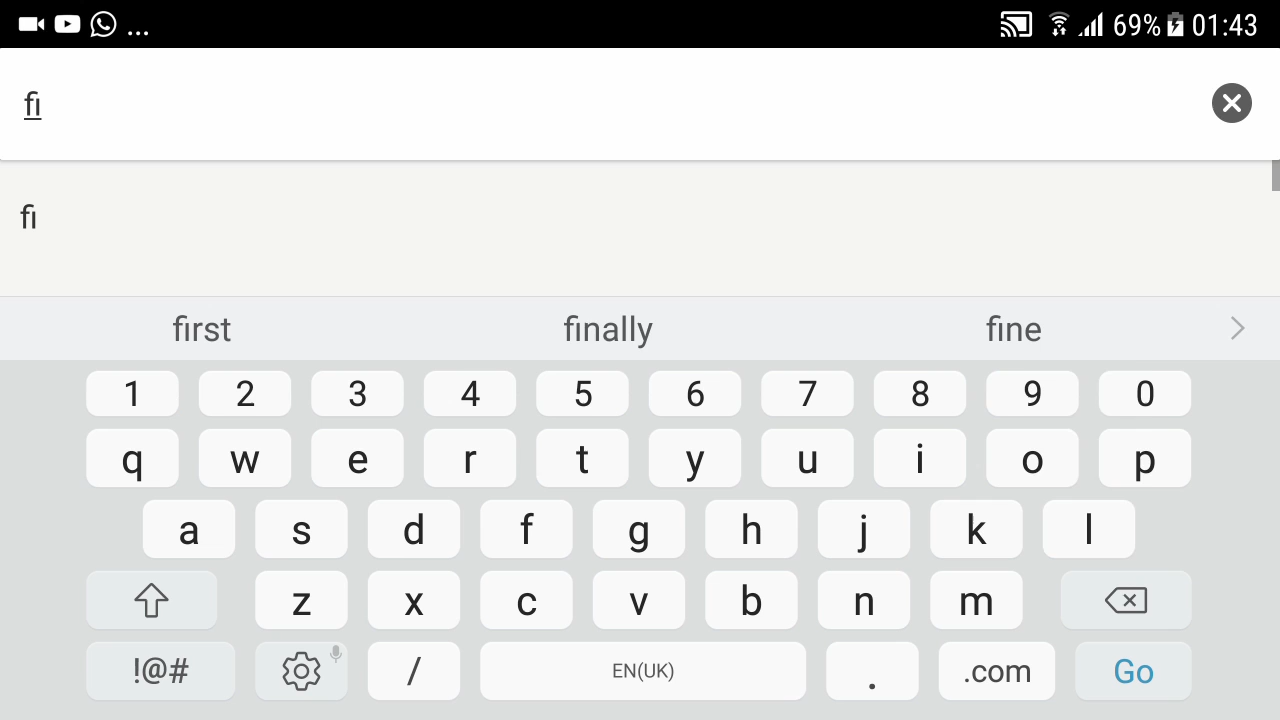 ... 69% 01:43
fi
fi
first finally fine
1 2 3 4 5 6 7 8 9 0
q w e r t y u i o p
a s d f g h j k l
z x c v b n m
!@# / EN(UK) . .com Go